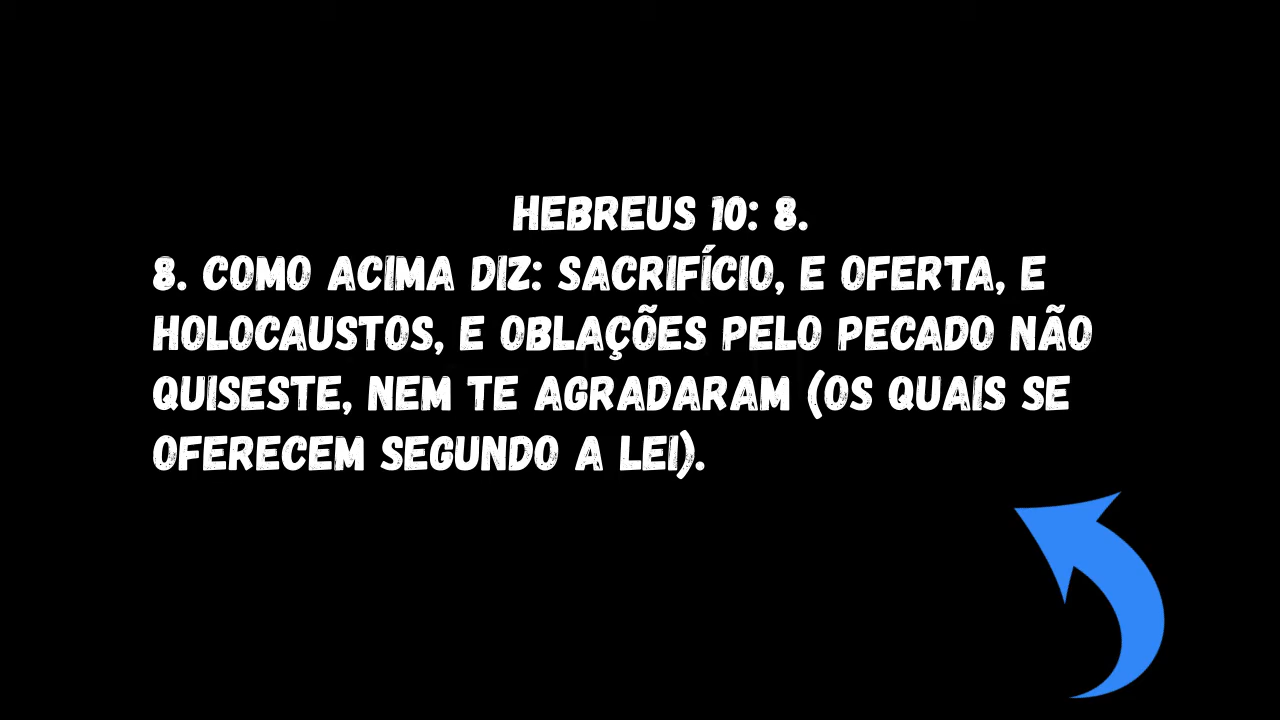 HEBREUS 10: 8.
8. COMO ACIMA DIZ: SACRIFÍCIO, E OFERTA, E
HOLOCAUSTOS, E OBLAÇÕES PELO PECADO NÃO
QUISESTE, NEM TE AGRADARAM (OS QUAIS SE
OFERECEM SEGUNDO A LEI).